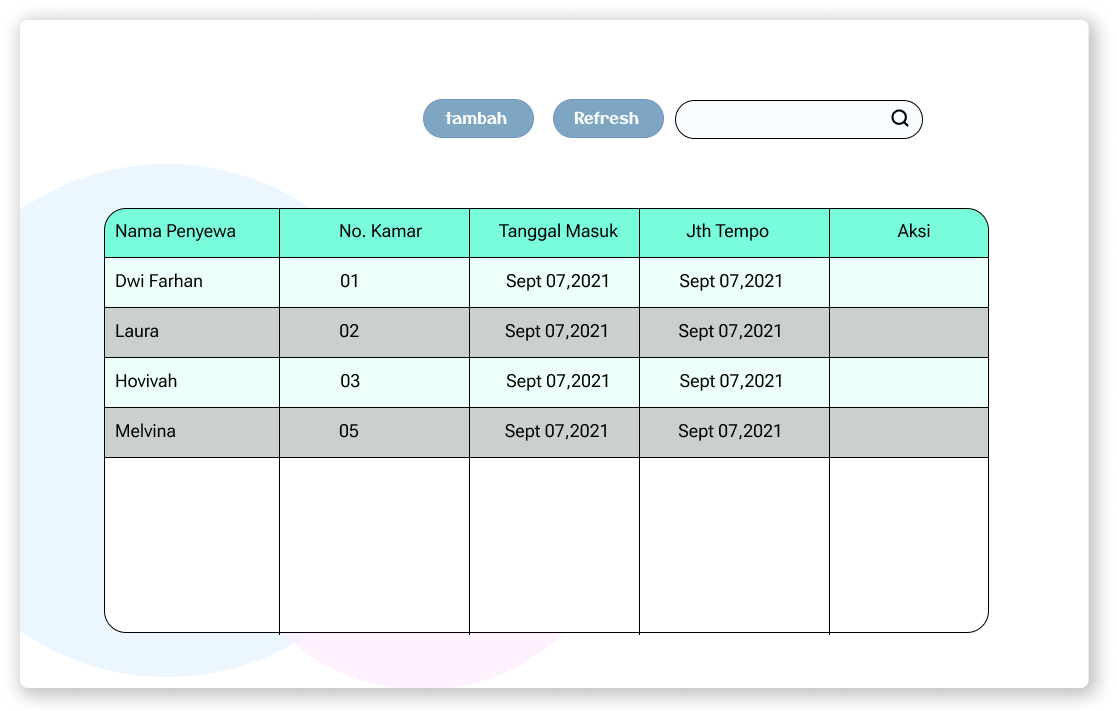 tambah Refresh
Nama Penyewa No. Kamar Tanggal Masuk Jth Tempo Aksi
Dwi Farhan 01 Sept 07,2021 Sept 07,2021
Laura 02 Sept 07,2021 Sept 07,2021
Hovivah 03 Sept 07,2021 Sept 07,2021
Melvina 05 Sept 07,2021 Sept 07,2021